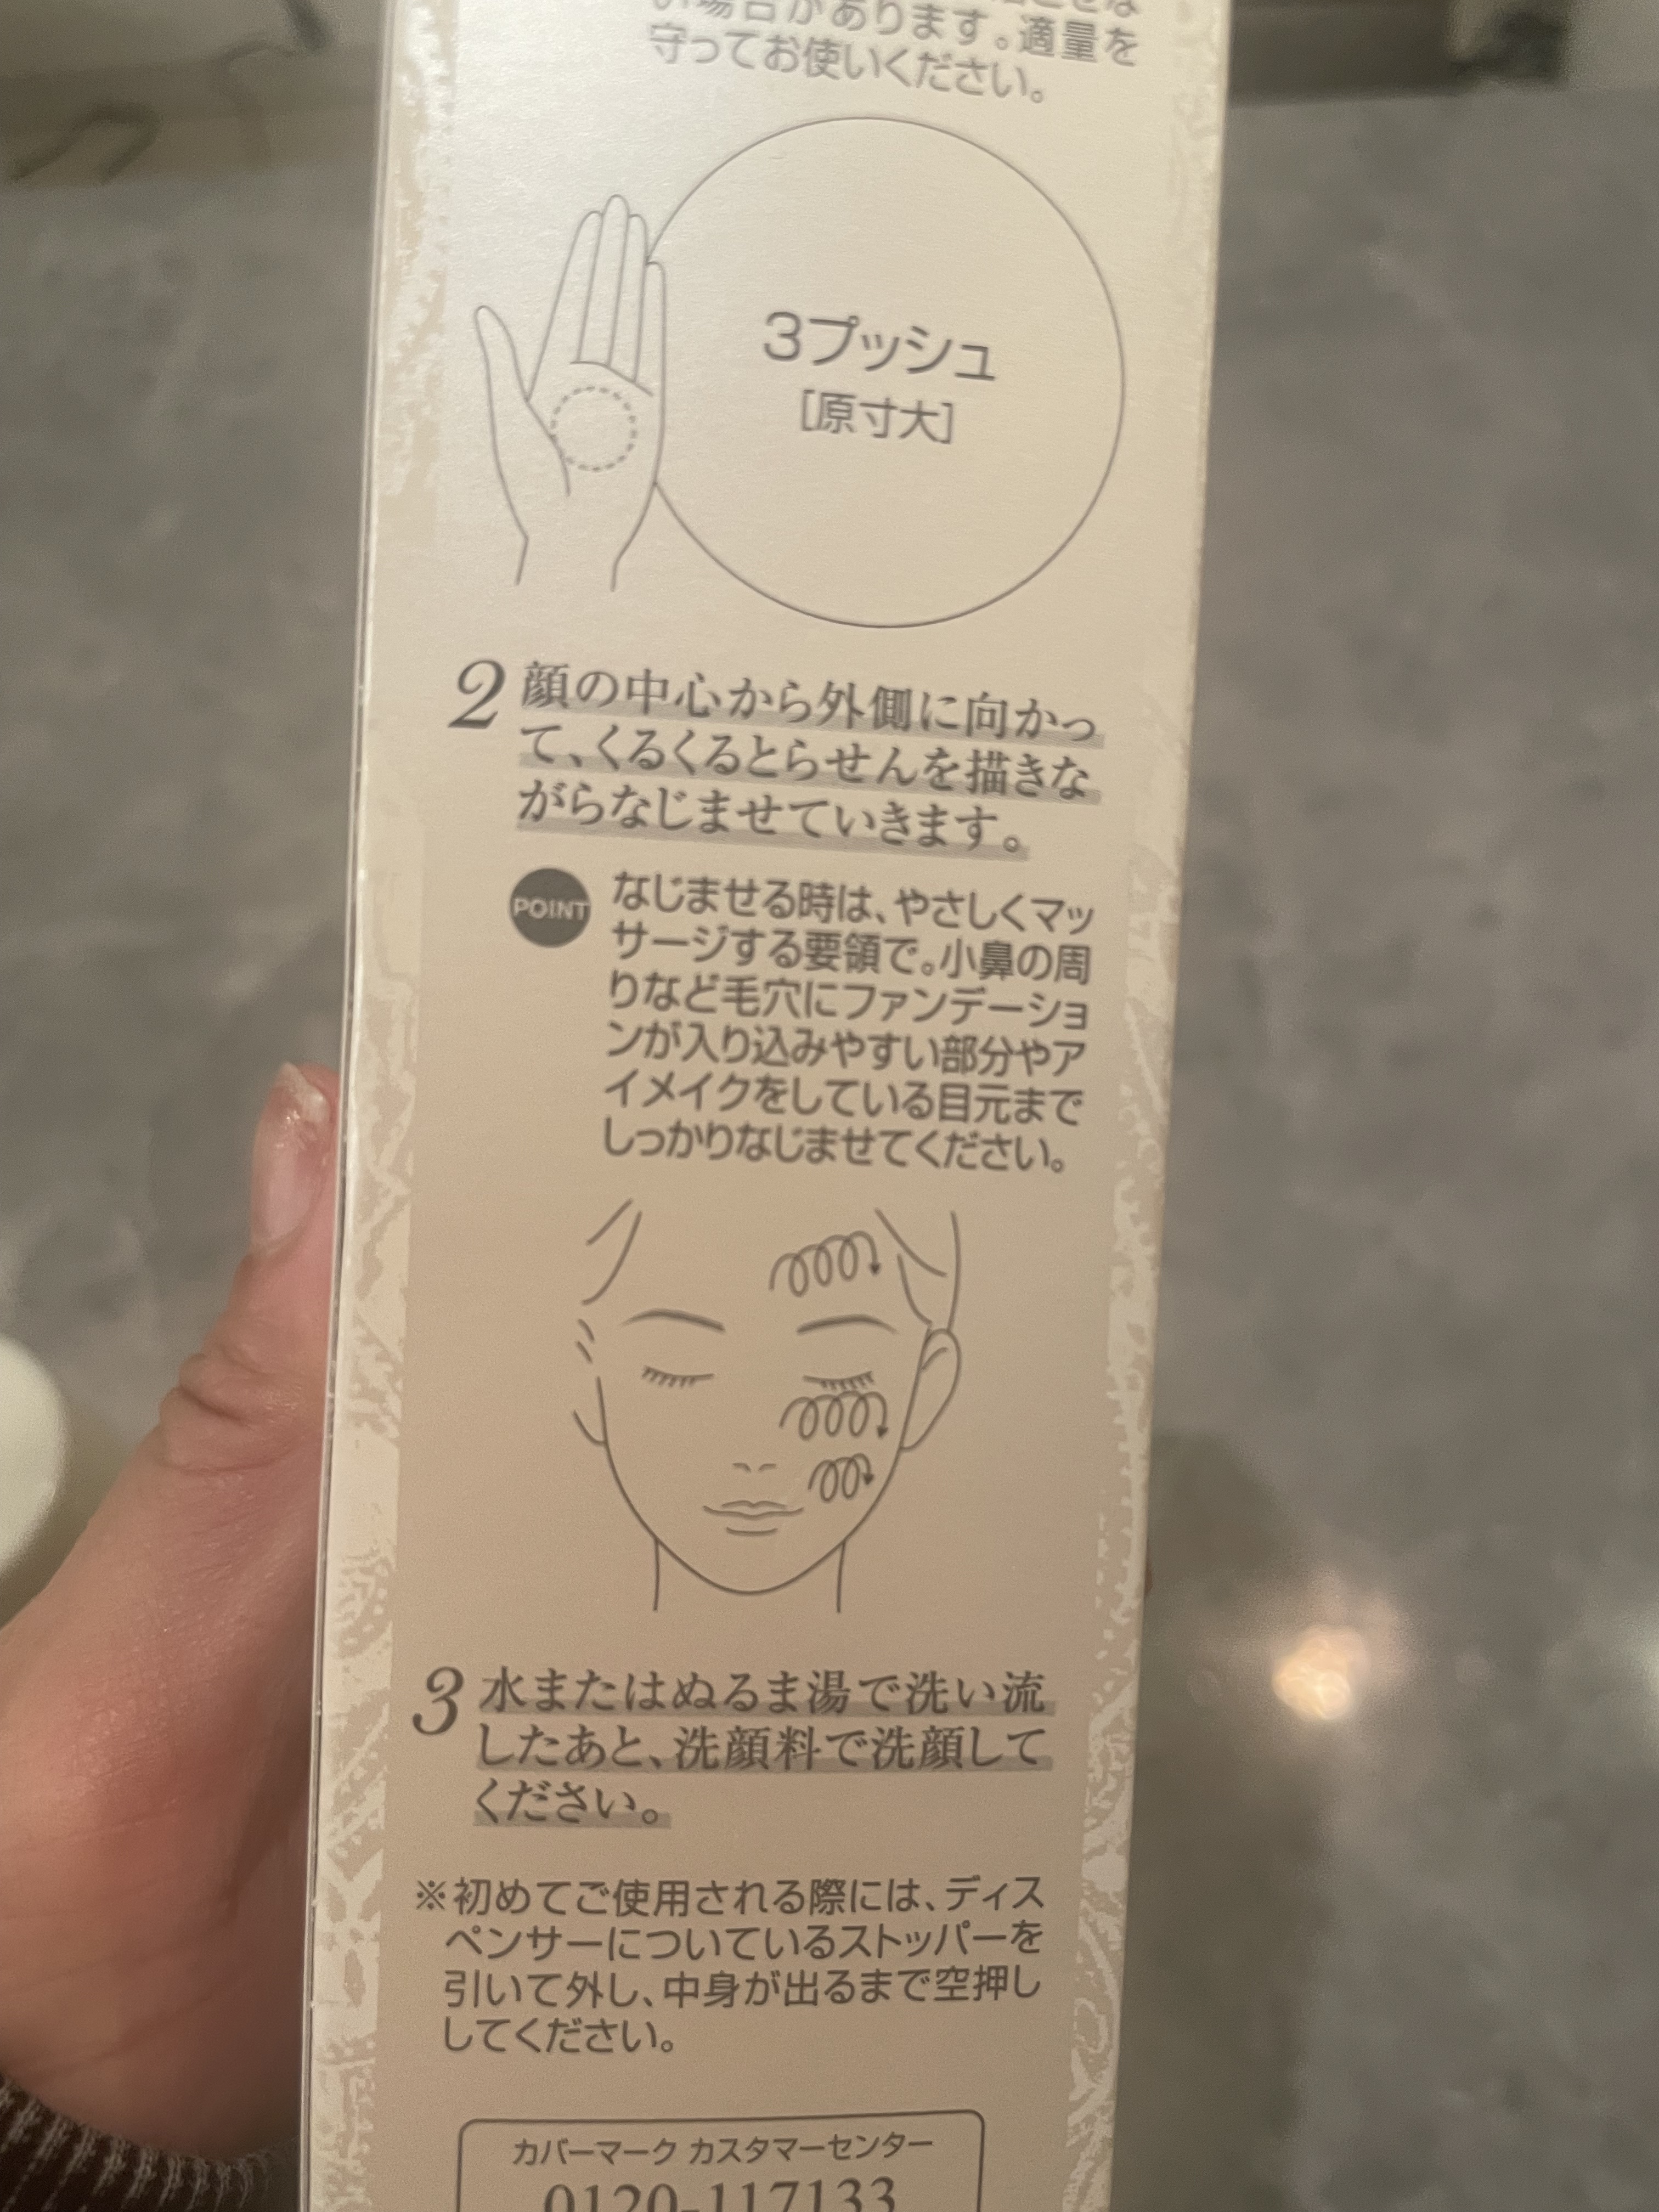 い場合があります。適量を
守ってお使いください。
3プッシュ
[原寸大]
2 顔の中心から外側に向かっ
て、くるくるとらせんを描きな
がらなじませていきます。
POINT
なじませる時は、やさしくマッ
サージする要領で。小鼻の周
りなど毛穴にファンデーショ
ンが入り込みやすい部分やア
イメイクをしている目元まで
しっかりなじませてください。
3 水またはぬるま湯で洗い流
したあと、洗顔料で洗顔して
ください。
※初めてご使用される際には、ディス
ペンサーについているストッパーを
引いて外し、中身が出るまで空押し
してください。
カバーマーク カスタマーセンター
0120-117133